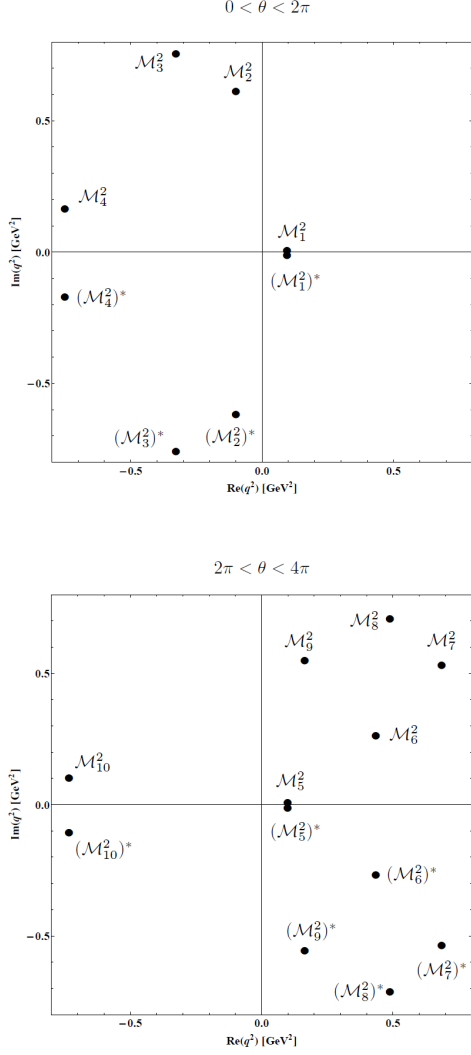 0 < θ < 2π
ℳ₃²
ℳ₂²
0.5
ℳ₄²
ℳ₁²
0.0
(ℳ₁²)*
(ℳ₄²)*
Im(q²) [GeV²]
−0.5
(ℳ₃²)*
(ℳ₂²)*
−0.5
0.0
0.5
Re(q²) [GeV²]
2π < θ < 4π
ℳ₈²
ℳ₉²
ℳ₇²
0.5
ℳ₆²
ℳ₁₀²
ℳ₅²
0.0
(ℳ₅²)*
(ℳ₁₀²)*
Im(q²) [GeV²]
(ℳ₆²)*
−0.5
(ℳ₉²)*
(ℳ₇²)*
(ℳ₈²)*
−0.5
0.0
0.5
Re(q²) [GeV²]